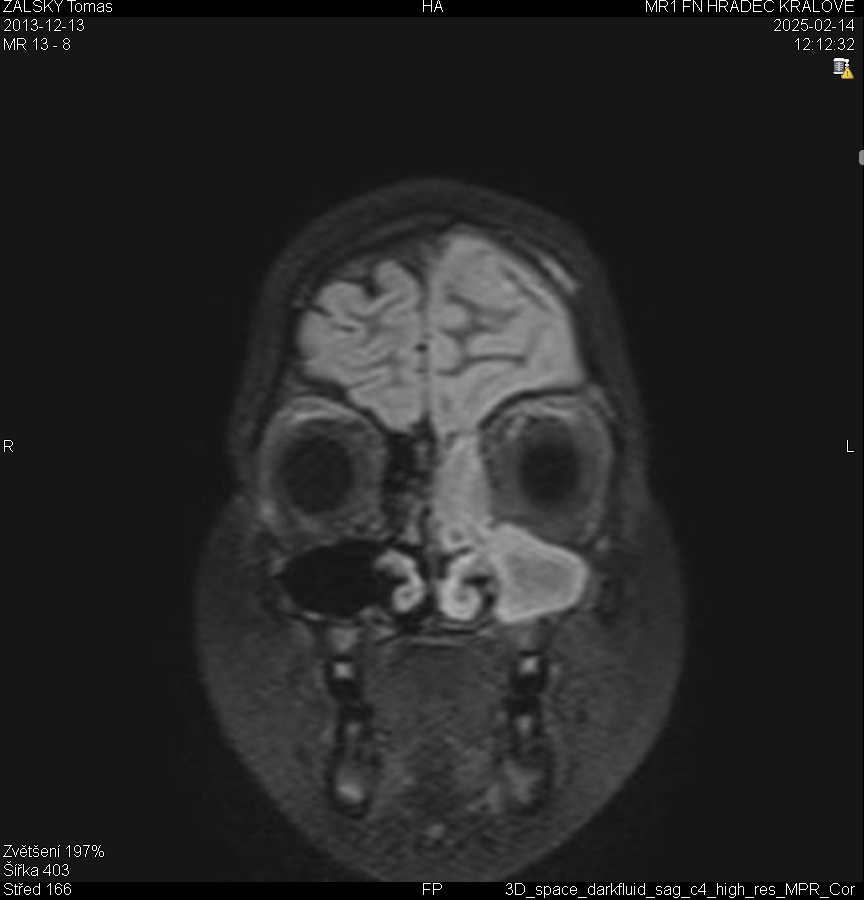 ZALSKY Tomas
HA
MR1 FN HRADEC KRALOVE
2013-12-13
2025-02-14
MR 13 - 8
12:12:32
R
L
Zvětšení 197%
Šířka 403
Střed 166
FP
3D_space_darkfluid_sag_c4_high_res_MPR_Cor